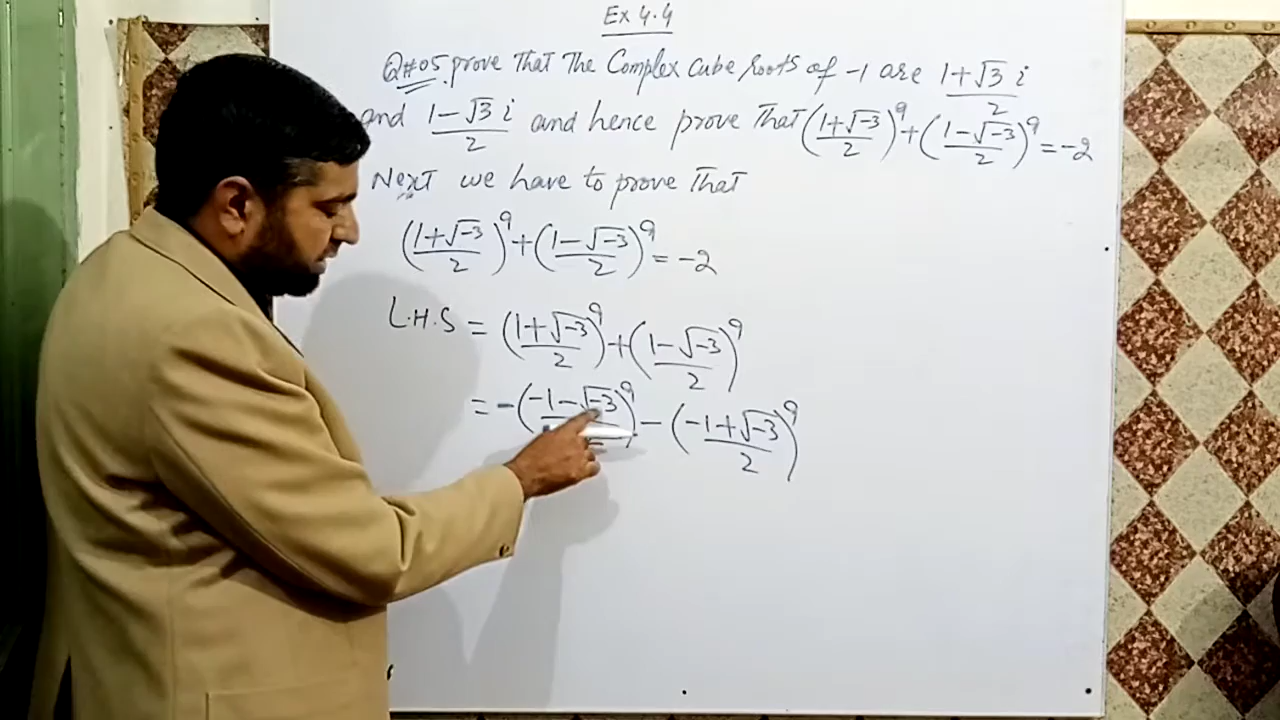 Ex 4.4
Q#05. prove that The Complex cube roots of -1 are (1+√3 i)/2
and (1-√3 i)/2 and hence prove that ((1+√-3)/2)^9 + ((1-√-3)/2)^9 = -2
Next we have to prove that
((1+√-3)/2)^9 + ((1-√-3)/2)^9 = -2
L.H.S = ((1+√-3)/2)^9 + ((1-√-3)/2)^9
= -((-1-√-3)/2)^9 - ((-1+√-3)/2)^9